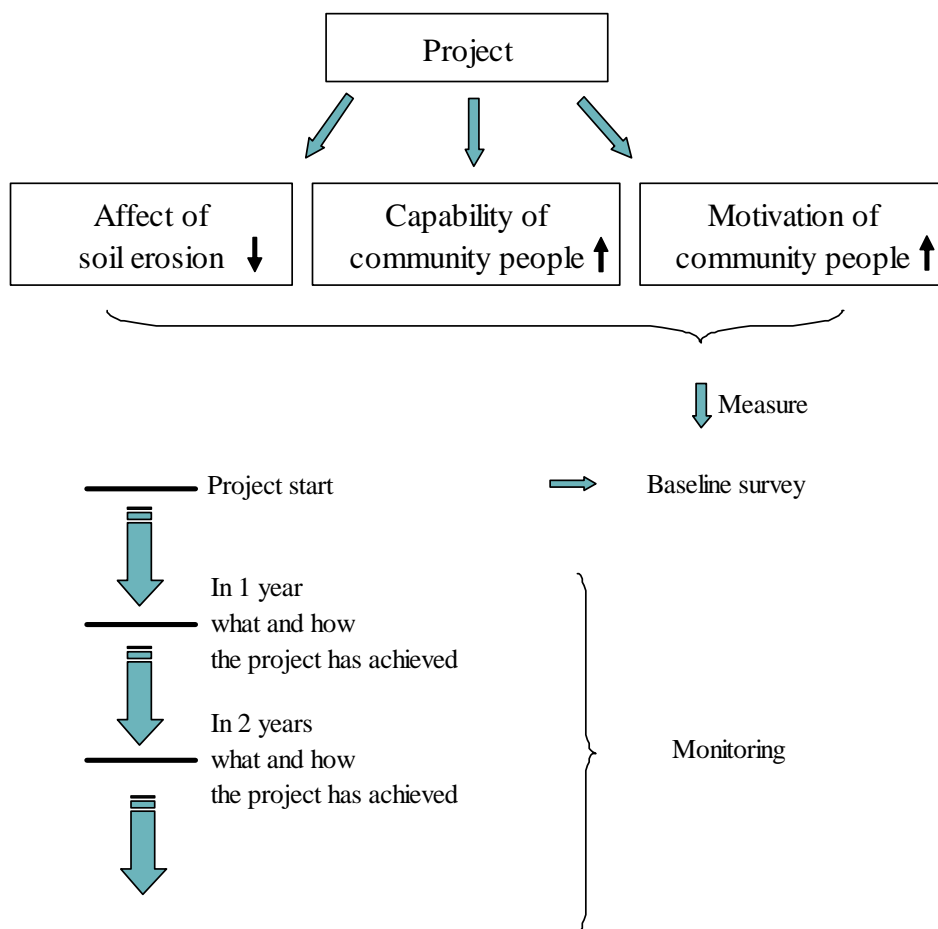 Project
Affect of
soil erosion
Capability of
community people
Motivation of
community people
Measure
Project start
Baseline survey
In 1 year
what and how
the project has achieved
In 2 years
what and how
the project has achieved
Monitoring